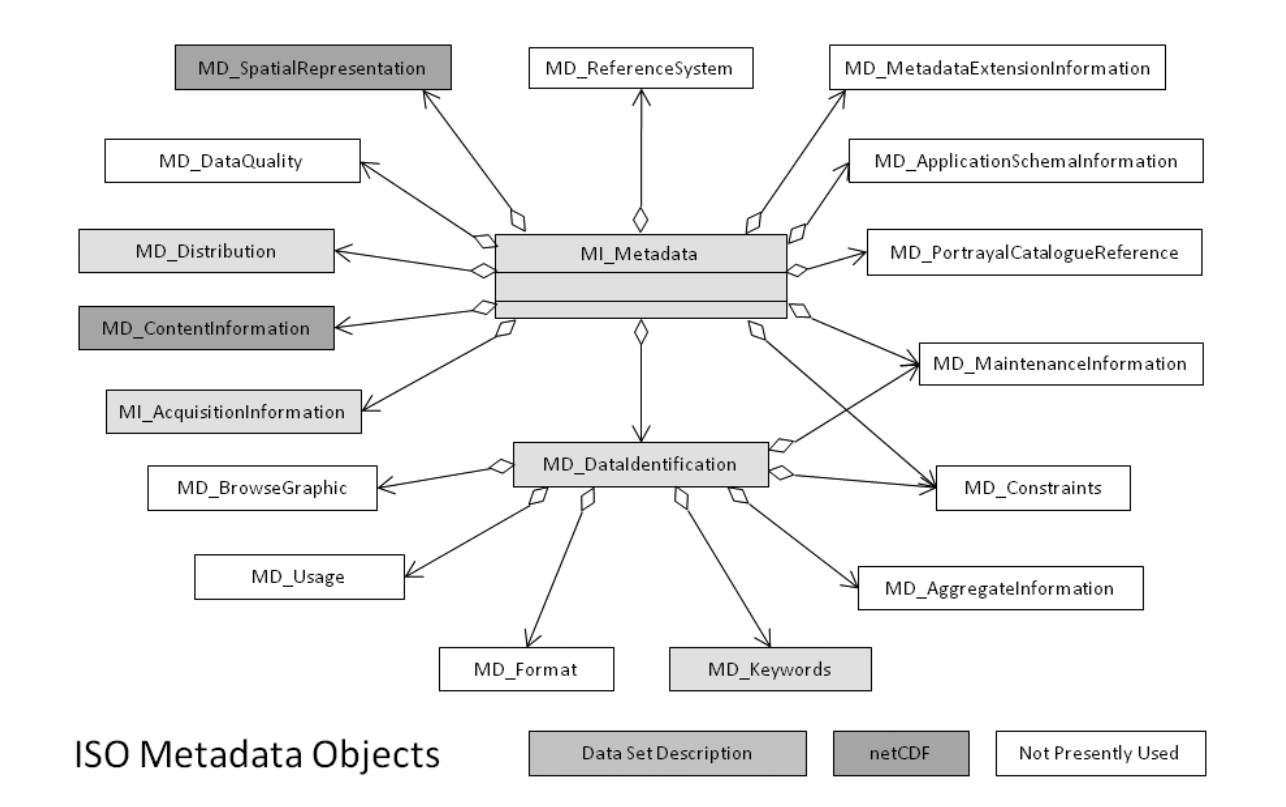 MD_SpatialRepresentation
MD_ReferenceSystem
MD_MetadataExtensionInformation
MD_DataQuality
MD_ApplicationSchemaInformation
MD_Distribution
MI_Metadata
MD_PortrayalCatalogueReference
MD_ContentInformation
MD_MaintenanceInformation
MI_AcquisitionInformation
MD_DataIdentification
MD_BrowseGraphic
MD_Constraints
MD_Usage
MD_AggregateInformation
MD_Format
MD_Keywords
ISO Metadata Objects
Data Set Description
netCDF
Not Presently Used